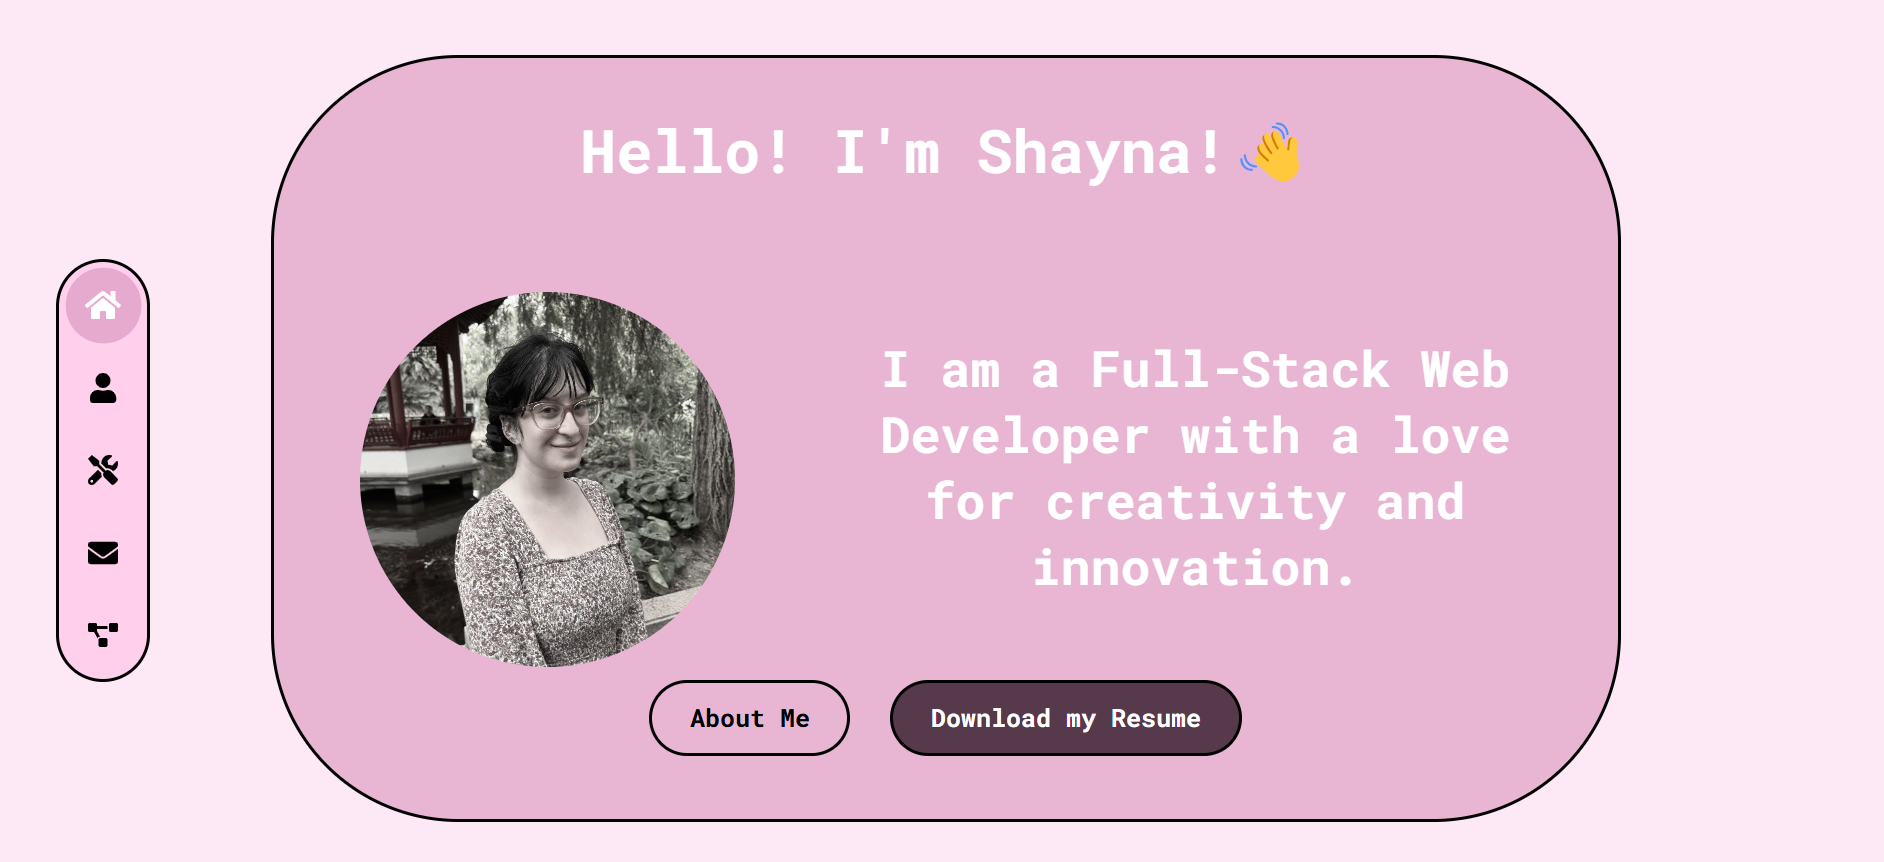 Hello! I'm Shayna!👋
I am a Full-Stack Web
Developer with a love
for creativity and
innovation.
About Me
Download my Resume